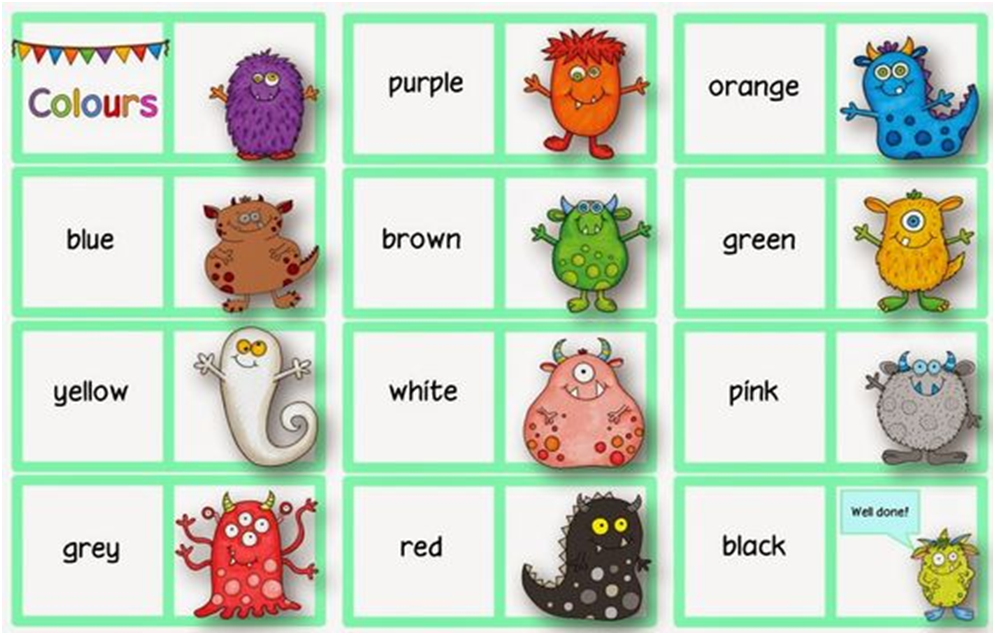 Colours
purple
orange
blue
brown
green
yellow
white
pink
grey
red
black
Well done!